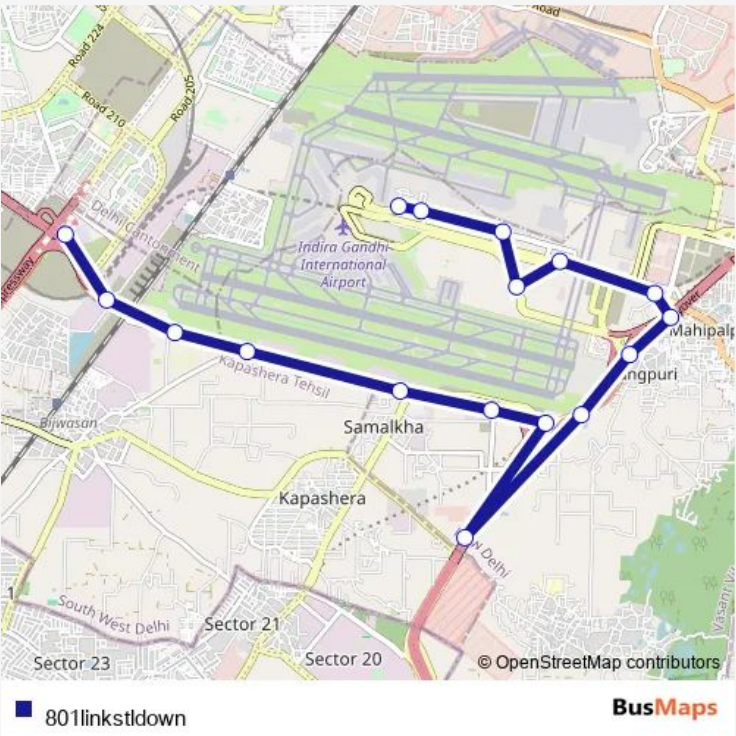 Road
Road 224
Road 210
Road 205
Delhi Cantonment
Indira Gandhi
International
Airport
Kapashera Tehsil
Bijwasan
Samalkha
Kapashera
South West Delhi
Sector 21
Sector 23
Sector 20
© OpenStreetMap contributors
801linkstldown
BusMaps